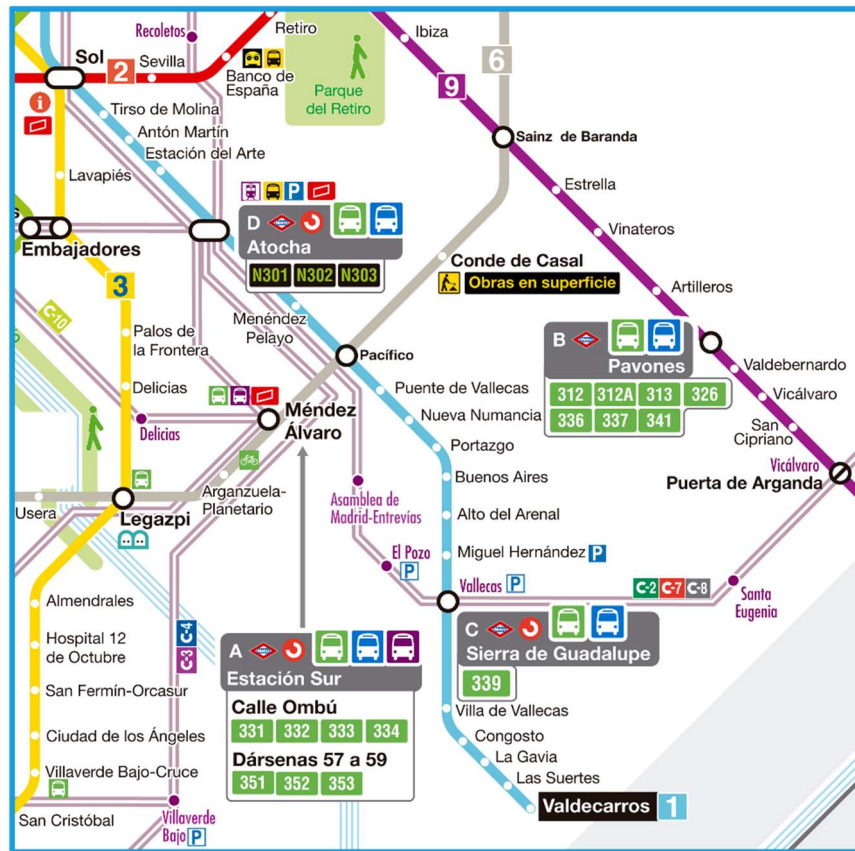 Recoletos
Retiro
Ibiza
Sol
2
Sevilla
6
9
Banco de
España
Parque
del Retiro
i
Tirso de Molina
Antón Martín
Estación del Arte
Sainz de Baranda
Lavapiés
Estrella
P
D
Atocha
N301 N302 N303
Vinateros
s
Embajadores
Conde de Casal
Obras en superficie
3
Artilleros
C-10
Menéndez
Pelayo
Palos de
la Frontera
Pacífico
B
Pavones
312 312A 313 326
336 337 341
Valdebernardo
Vicálvaro
San
Cipriano
Delicias
Puente de Vallecas
Nueva Numancia
Portazgo
Delicias
Méndez
Álvaro
Vicálvaro
Puerta de Arganda
Buenos Aires
Usera
Legazpi
Arganzuela-
Planetario
Asamblea de
Madrid-Entrevías
Alto del Arenal
El Pozo
P
Miguel Hernández P
Vallecas P
C-2 C-7 C-8
Santa
Eugenia
Almendrales
Hospital 12
de Octubre
C-4
C-3
A
Estación Sur
Calle Ombú
331 332 333 334
Dársenas 57 a 59
351 352 353
C
Sierra de Guadalupe
339
San Fermín-Orcasur
Ciudad de los Ángeles
Villaverde Bajo-Cruce
San Cristóbal
Villaverde
Bajo P
Villa de Vallecas
Congosto
La Gavia
Las Suertes
Valdecarros 1